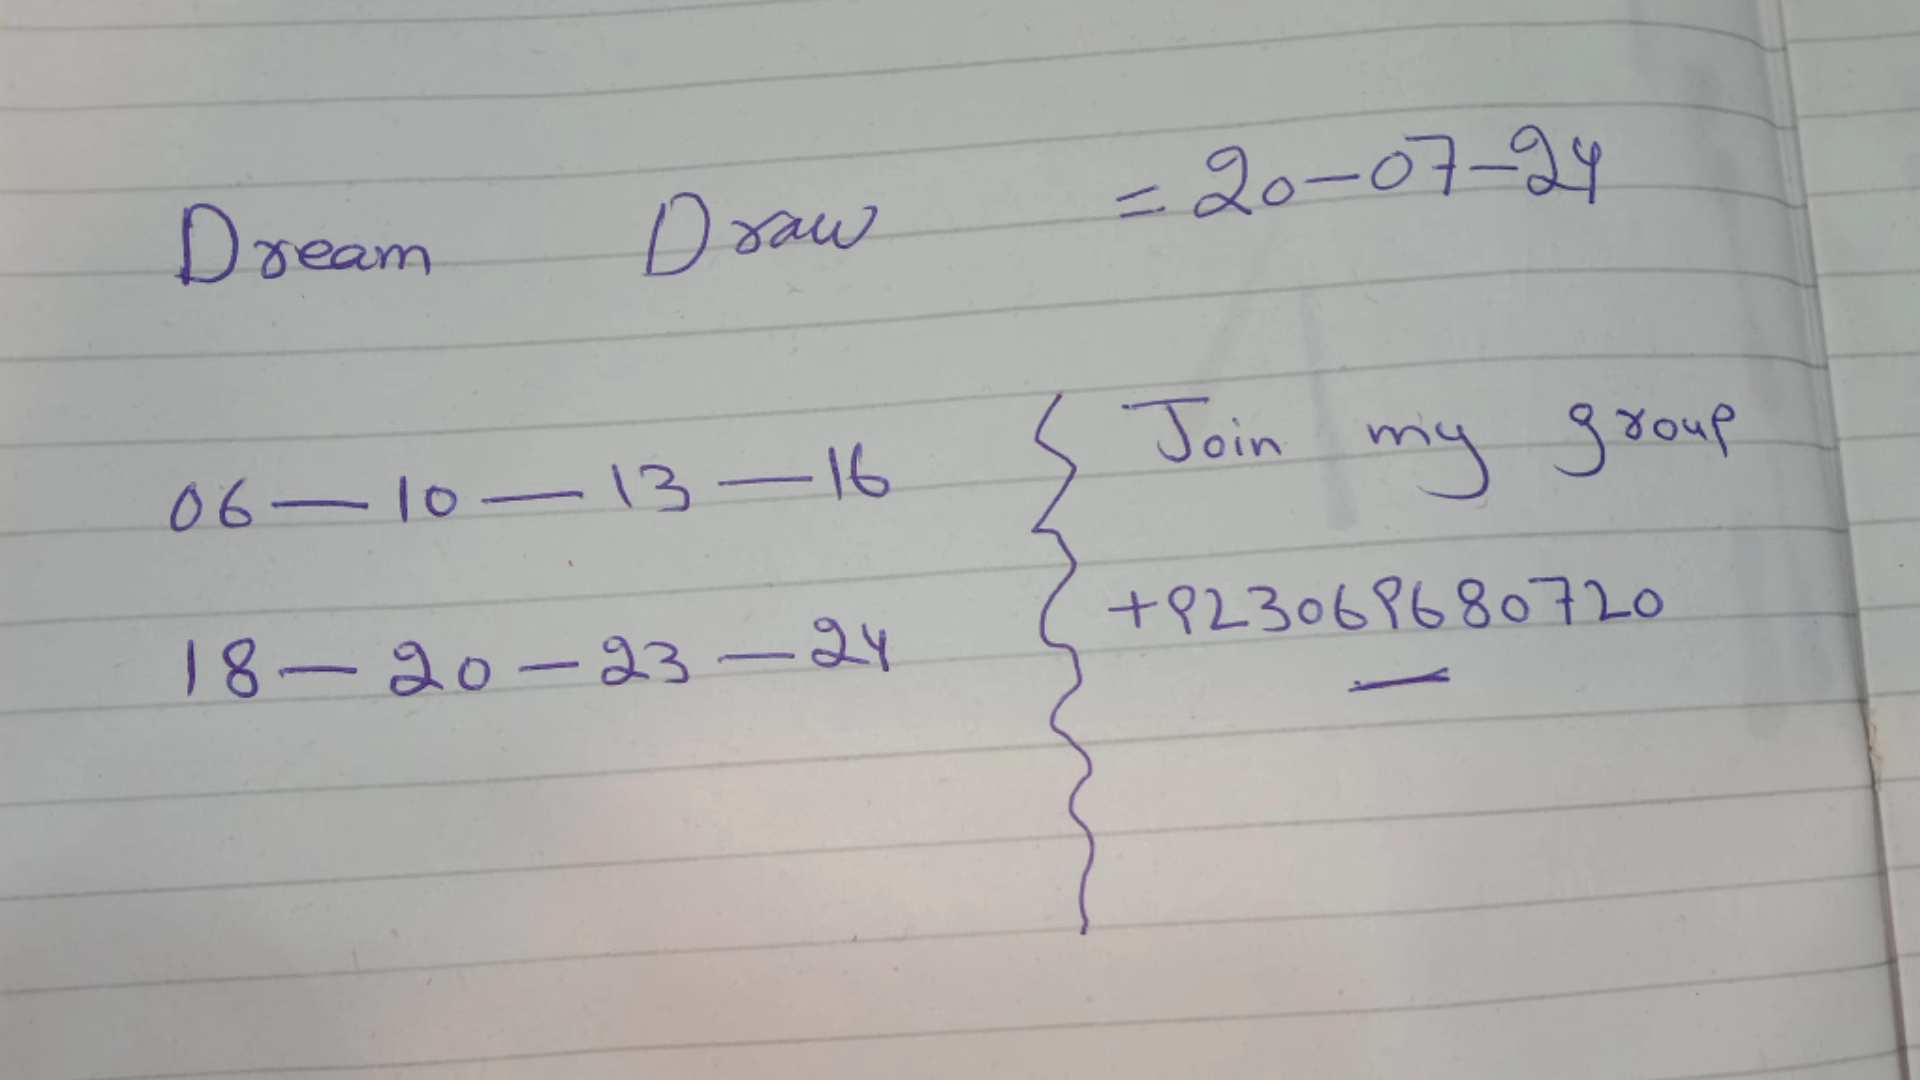 Dream Draw = 20-07-24
06 — 10 — 13 — 16
18 — 20 — 23 — 24
Join my group
+923069680720